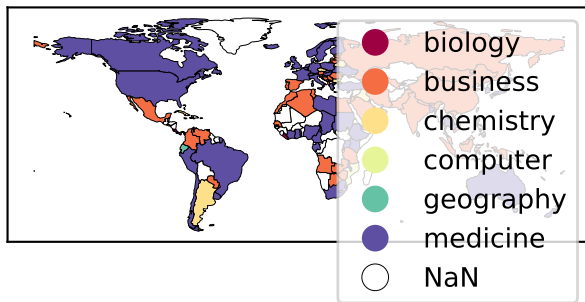 biology
business
chemistry
computer
geography
medicine
NaN